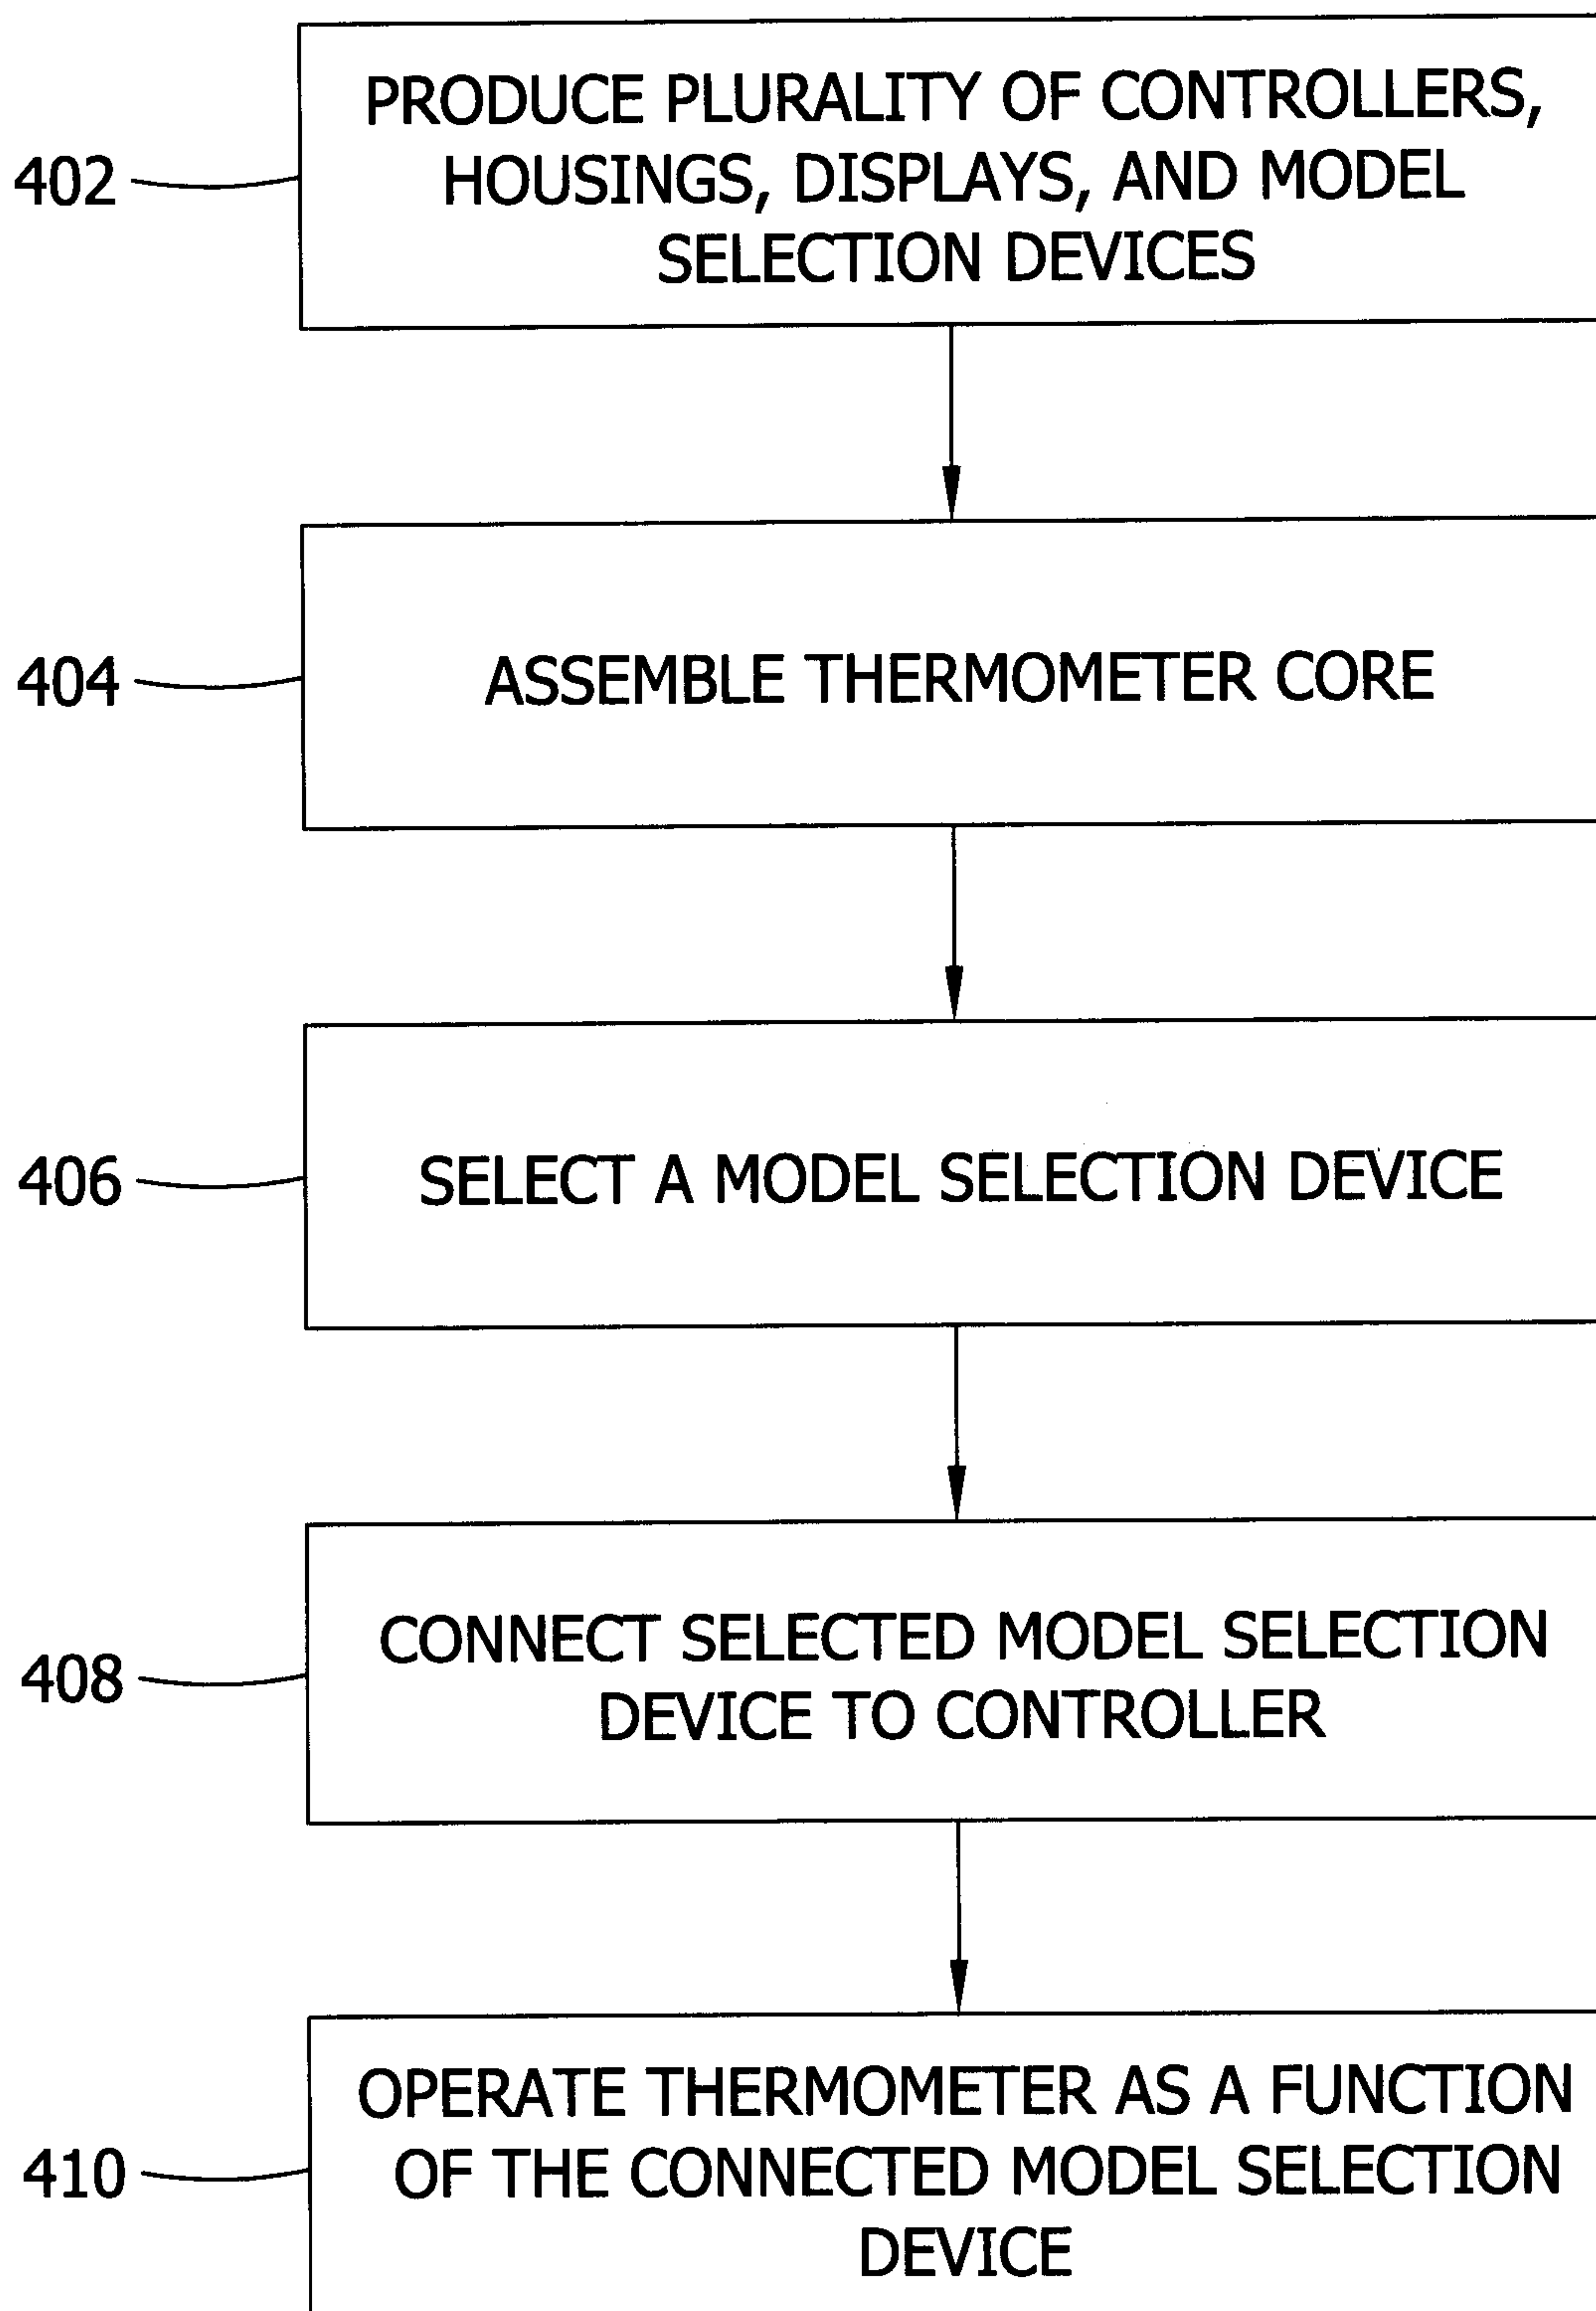 PRODUCE PLURALITY OF CONTROLLERS,
HOUSINGS, DISPLAYS, AND MODEL
SELECTION DEVICES
402
ASSEMBLE THERMOMETER CORE
404
SELECT A MODEL SELECTION DEVICE
406
CONNECT SELECTED MODEL SELECTION
DEVICE TO CONTROLLER
408
OPERATE THERMOMETER AS A FUNCTION
OF THE CONNECTED MODEL SELECTION
DEVICE
410